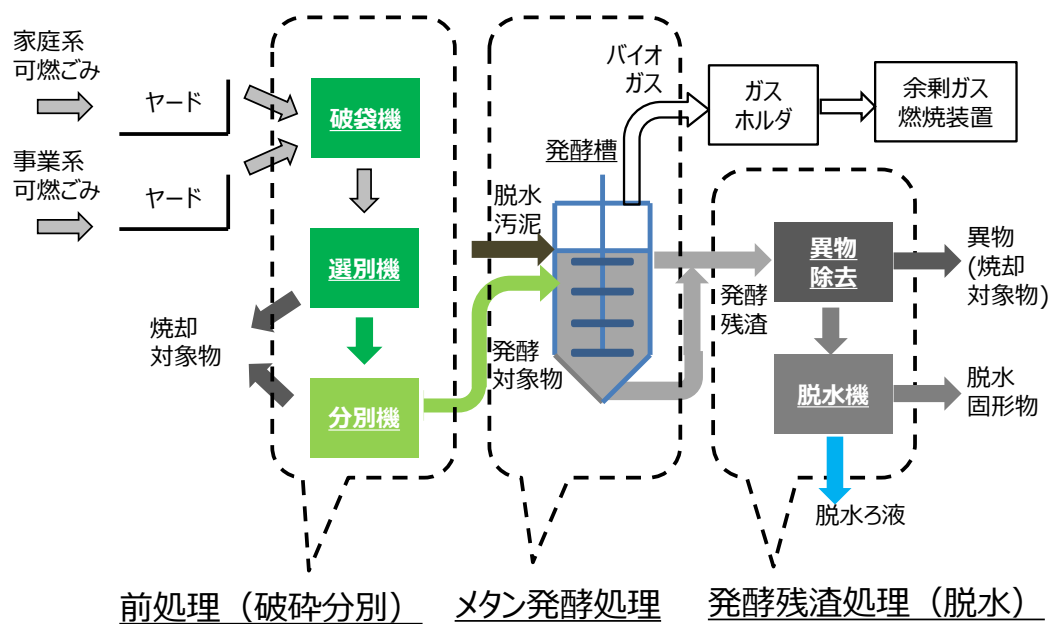 家庭系
可燃ごみ
ヤード
事業系
可燃ごみ
ヤード
破袋機
選別機
焼却
対象物
分別機
脱水
汚泥
発酵
対象物
発酵槽
バイオ
ガス
ガス
ホルダ
余剰ガス
燃焼装置
発酵
残渣
異物
除去
異物
(焼却
対象物)
脱水機
脱水
固形物
脱水ろ液
前処理（破砕分別）
メタン発酵処理
発酵残渣処理（脱水）